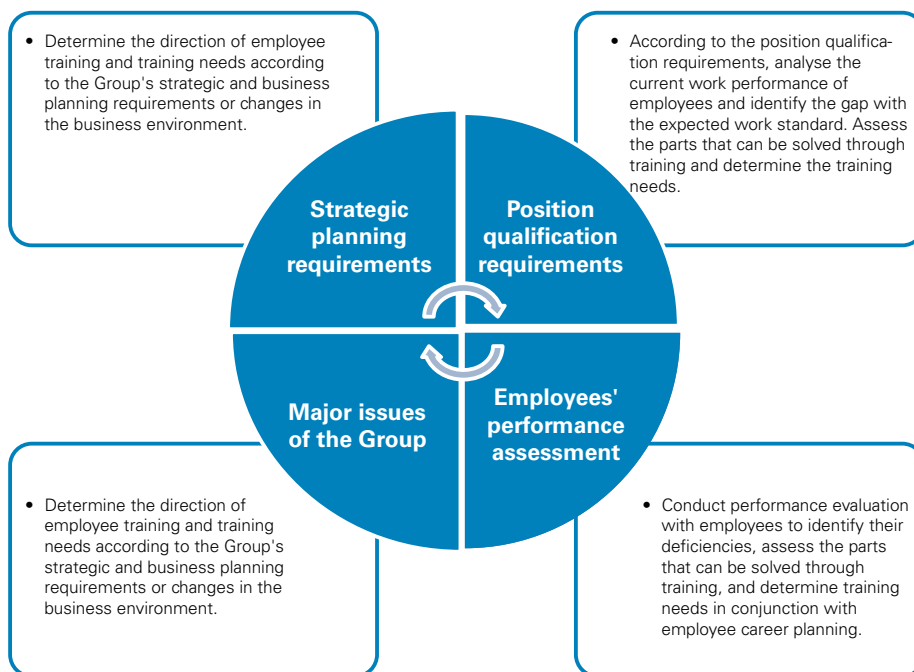 • Determine the direction of employee
training and training needs according
to the Group's strategic and business
planning requirements or changes in
the business environment.
• According to the position qualifica-
tion requirements, analyse the
current work performance of
employees and identify the gap with
the expected work standard. Assess
the parts that can be solved through
training and determine the training
needs.
Strategic
planning
requirements
Position
qualification
requirements
Major issues
of the Group
Employees'
performance
assessment
• Determine the direction of
employee training and training
needs according to the Group's
strategic and business planning
requirements or changes in the
business environment.
• Conduct performance evaluation
with employees to identify their
deficiencies, assess the parts
that can be solved through
training, and determine training
needs in conjunction with
employee career planning.